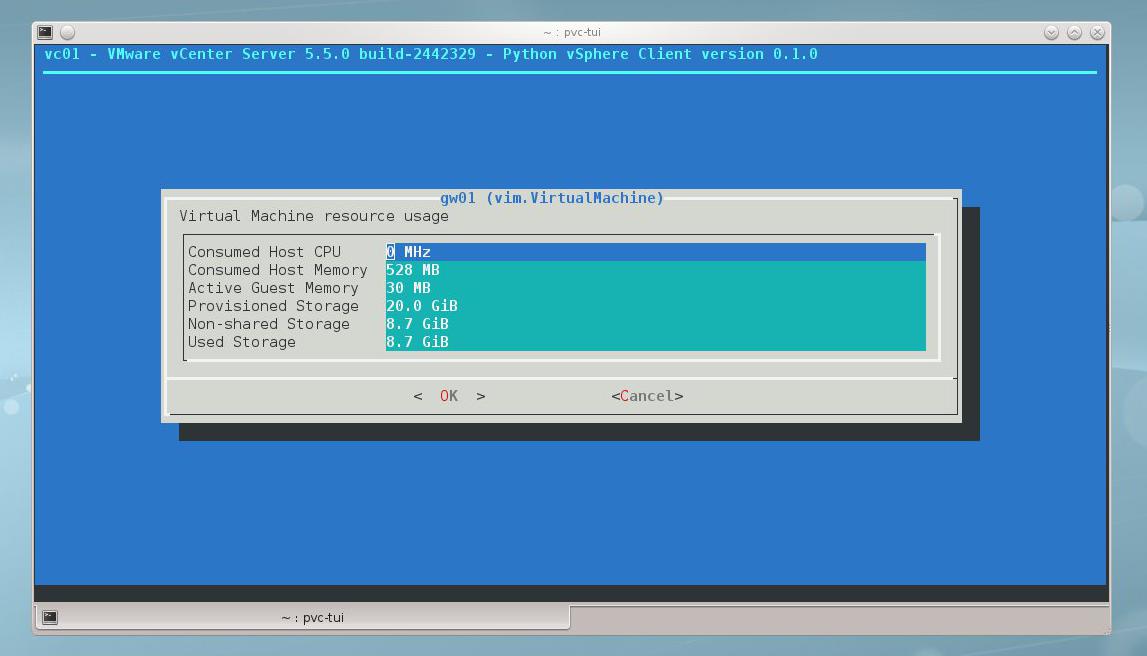 ~ : pvc-tui
vc01 - VMware vCenter Server 5.5.0 build-2442329 - Python vSphere Client version 0.1.0
gw01 (vim.VirtualMachine)
Virtual Machine resource usage
Consumed Host CPU 0 MHz
Consumed Host Memory 528 MB
Active Guest Memory 30 MB
Provisioned Storage 20.0 GiB
Non-shared Storage 8.7 GiB
Used Storage 8.7 GiB
<  OK  > <Cancel>
~ : pvc-tui